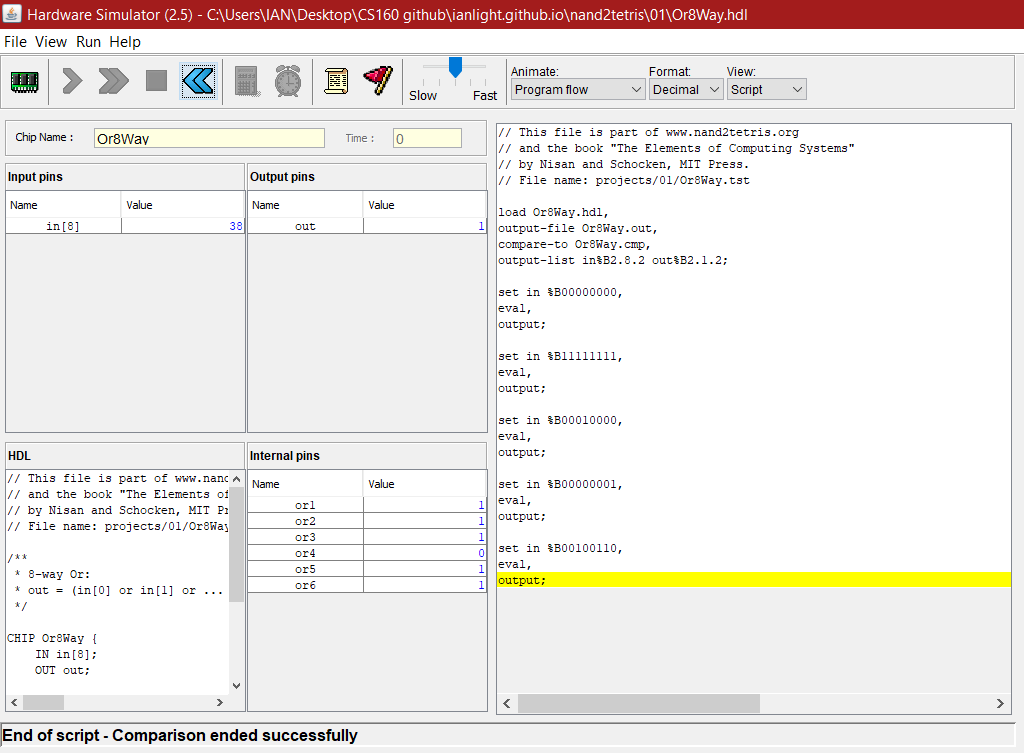 Hardware Simulator (2.5) - C:\Users\IAN\Desktop\CS160 github\ianlight.github.io\nand2tetris\01\Or8Way.hdl
File View Run Help
Slow Fast
Animate: Format: View:
Program flow Decimal Script
Chip Name : Or8Way Time : 0
Input pins
Name Value
in[8] 38
Output pins
Name Value
out 1
HDL
// This file is part of www.nanc
// and the book "The Elements of
// by Nisan and Schocken, MIT Pr
// File name: projects/01/Or8Way
/**
* 8-way Or:
* out = (in[0] or in[1] or ...
*/
CHIP Or8Way {
IN in[8];
OUT out;
Internal pins
Name Value
or1 1
or2 1
or3 1
or4 0
or5 1
or6 1
// This file is part of www.nand2tetris.org
// and the book "The Elements of Computing Systems"
// by Nisan and Schocken, MIT Press.
// File name: projects/01/Or8Way.tst
load Or8Way.hdl,
output-file Or8Way.out,
compare-to Or8Way.cmp,
output-list in%B2.8.2 out%B2.1.2;
set in %B00000000,
eval,
output;
set in %B11111111,
eval,
output;
set in %B00010000,
eval,
output;
set in %B00000001,
eval,
output;
set in %B00100110,
eval,
output;
End of script - Comparison ended successfully